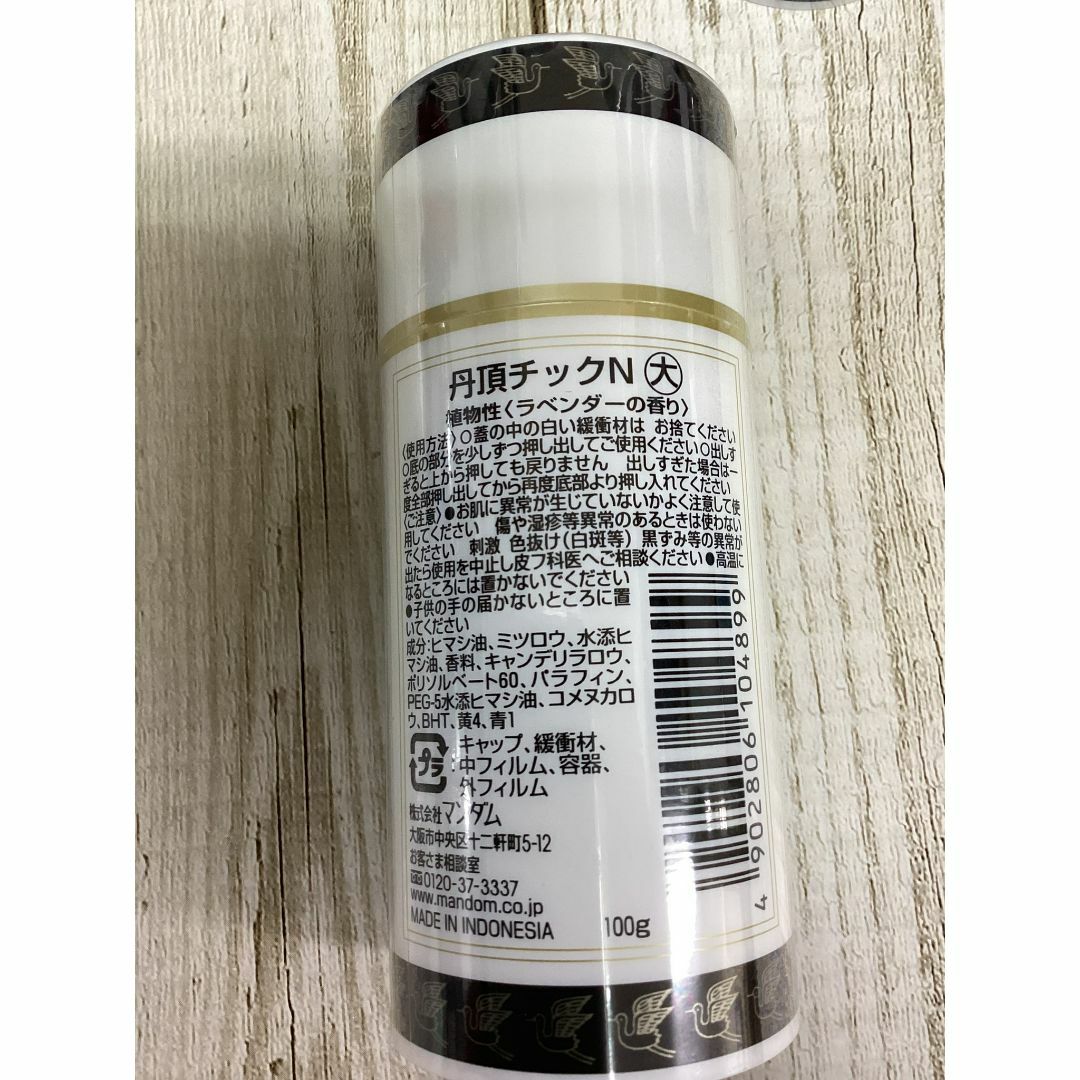 丹頂チックN 大
植物性〈ラベンダーの香り〉
〈使用方法〉○蓋の中の白い緩衝材は お捨てください
○底の部分を少しずつ押し出してご使用ください○出しす
ぎると上から押しても戻りません 出しすぎた場合は一
度全部押し出してから再度底部より押し入れてください
〈ご注意〉●お肌に異常が生じていないかよく注意して使
用してください 傷や湿疹等異常のあるときは使わない
でください 刺激 色抜け(白斑等) 黒ずみ等の異常が
出たら使用を中止し皮フ科医へご相談ください●高温に
なるところには置かないでください
●子供の手の届かないところに置
いてください
成分:ヒマシ油、ミツロウ、水添ヒ
マシ油、香料、キャンデリラロウ、
ポリソルベート60、パラフィン、
PEG-5水添ヒマシ油、コメヌカロ
ウ、BHT、黄4、青1
プラ
キャップ、緩衝材、
中フィルム、容器、
外フィルム
株式会社マンダム
大阪市中央区十二軒町5-12
お客さま相談室
0120-37-3337
www.mandom.co.jp
MADE IN INDONESIA 100g
4 902806 104899